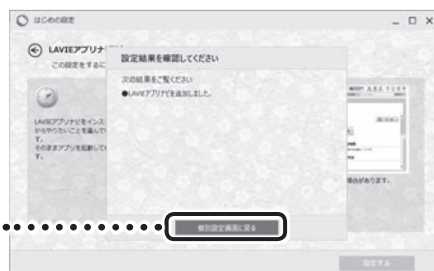 はじめの設定
LAVIEアプリナ
この設定をするに
設定結果を確認してください
次の結果をご覧ください
●LAVIEアプリナビを追加しました。
LAVIEアプリナビをインス
からやりたいことを選んで
す。
そのままアプリを起動して
す。
場合があります。
個別設定画面に戻る
設定する